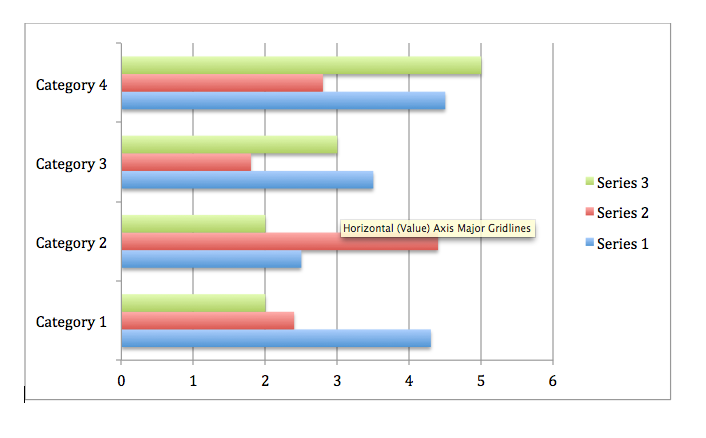 Category 4
Category 3
Category 2
Category 1
0 1 2 3 4 5 6
Horizontal (Value) Axis Major Gridlines
Series 3
Series 2
Series 1